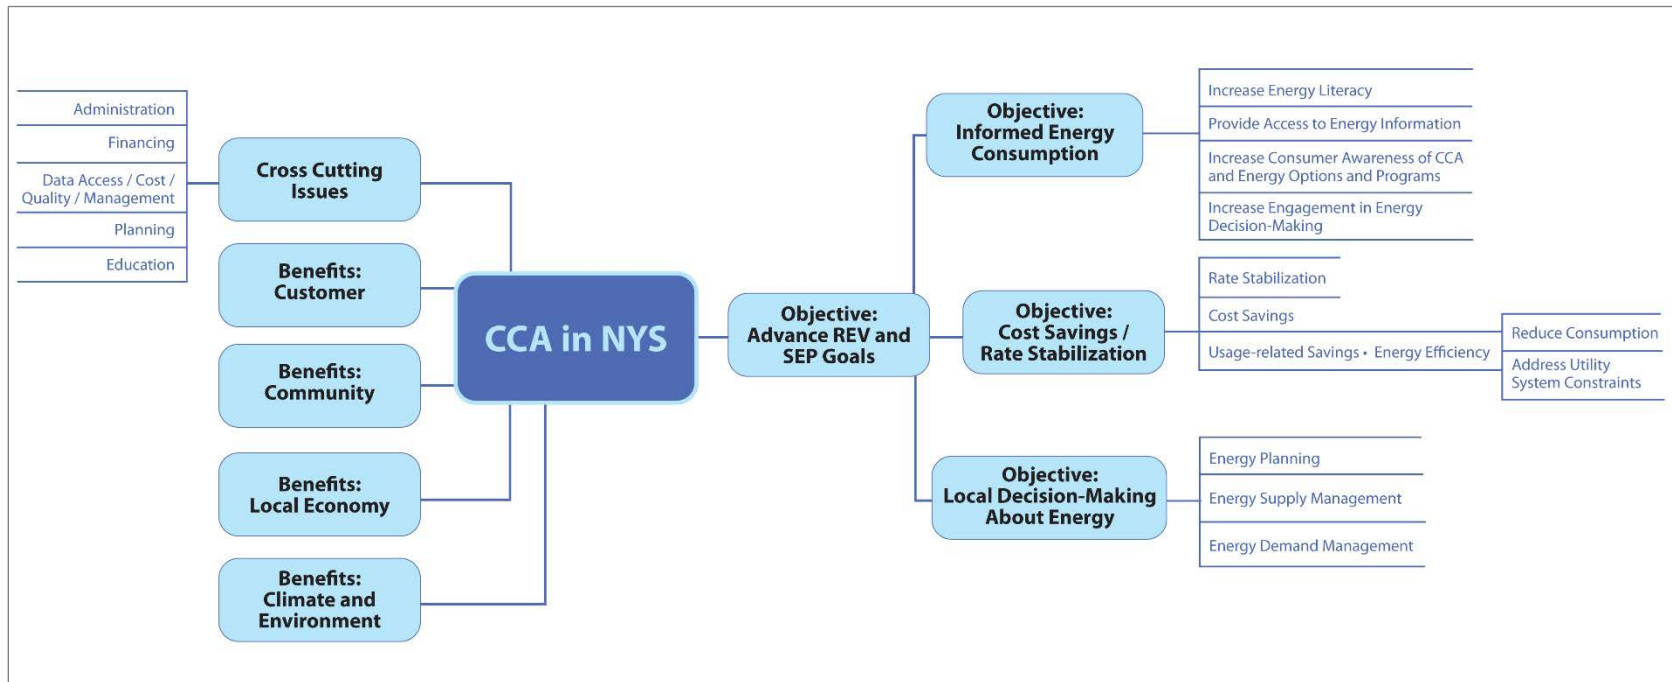 Administration
Financing
Data Access / Cost /
Quality / Management
Planning
Education
Cross Cutting
Issues
Benefits:
Customer
Benefits:
Community
Benefits:
Local Economy
Benefits:
Climate and
Environment
CCA in NYS
Objective:
Advance REV and
SEP Goals
Objective:
Informed Energy
Consumption
Increase Energy Literacy
Provide Access to Energy Information
Increase Consumer Awareness of CCA
and Energy Options and Programs
Increase Engagement in Energy
Decision-Making
Objective:
Cost Savings /
Rate Stabilization
Rate Stabilization
Cost Savings
Usage-related Savings • Energy Efficiency
Reduce Consumption
Address Utility
System Constraints
Objective:
Local Decision-Making
About Energy
Energy Planning
Energy Supply Management
Energy Demand Management